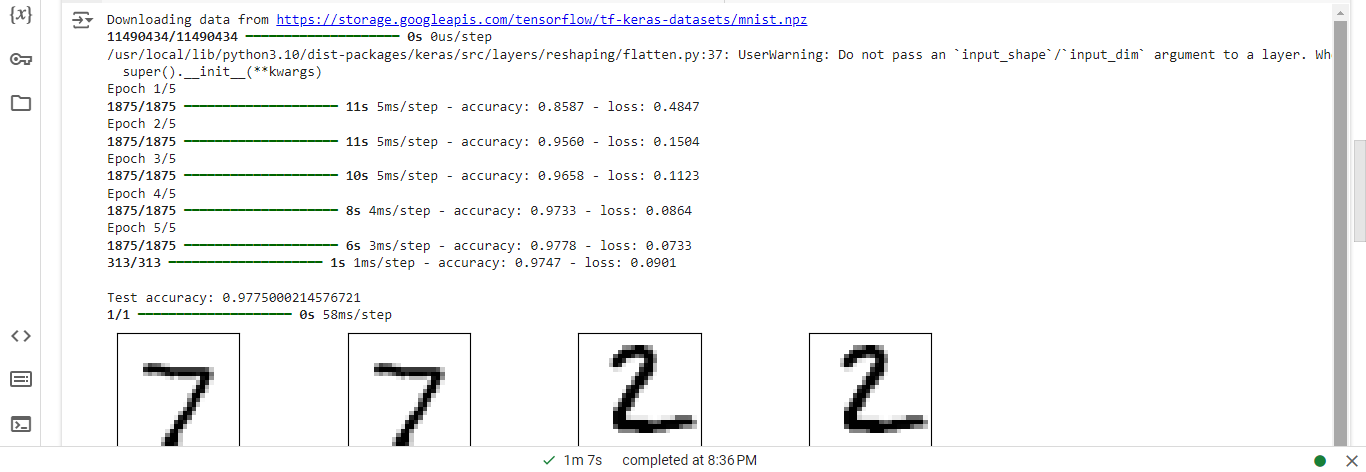 {x}
Downloading data from https://storage.googleapis.com/tensorflow/tf-keras-datasets/mnist.npz
11490434/11490434 ━━━━━━━━━━━━━━━━━━━━ 0s 0us/step
/usr/local/lib/python3.10/dist-packages/keras/src/layers/reshaping/flatten.py:37: UserWarning: Do not pass an `input_shape`/`input_dim` argument to a layer. Wh
super().__init__(**kwargs)
Epoch 1/5
1875/1875 ━━━━━━━━━━━━━━━━━━━━ 11s 5ms/step - accuracy: 0.8587 - loss: 0.4847
Epoch 2/5
1875/1875 ━━━━━━━━━━━━━━━━━━━━ 11s 5ms/step - accuracy: 0.9560 - loss: 0.1504
Epoch 3/5
1875/1875 ━━━━━━━━━━━━━━━━━━━━ 10s 5ms/step - accuracy: 0.9658 - loss: 0.1123
Epoch 4/5
1875/1875 ━━━━━━━━━━━━━━━━━━━━ 8s 4ms/step - accuracy: 0.9733 - loss: 0.0864
Epoch 5/5
1875/1875 ━━━━━━━━━━━━━━━━━━━━ 6s 3ms/step - accuracy: 0.9778 - loss: 0.0733
313/313 ━━━━━━━━━━━━━━━━━━━━ 1s 1ms/step - accuracy: 0.9747 - loss: 0.0901
Test accuracy: 0.9775000214576721
1/1 ━━━━━━━━━━━━━━━━━━━━ 0s 58ms/step
7 7 2 2
1m 7s completed at 8:36 PM